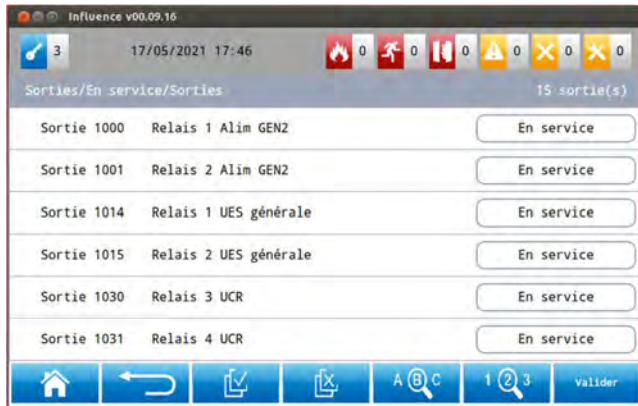 Influence v00.09.16
3 17/05/2021 17:46 0 0 0 0 0 0
Sorties/En service/Sorties 15 sortie(s)
Sortie 1000 Relais 1 Alim GEN2 En service
Sortie 1001 Relais 2 Alim GEN2 En service
Sortie 1014 Relais 1 UES générale En service
Sortie 1015 Relais 2 UES générale En service
Sortie 1030 Relais 3 UCR En service
Sortie 1031 Relais 4 UCR En service
A B C 1 2 3 Valider